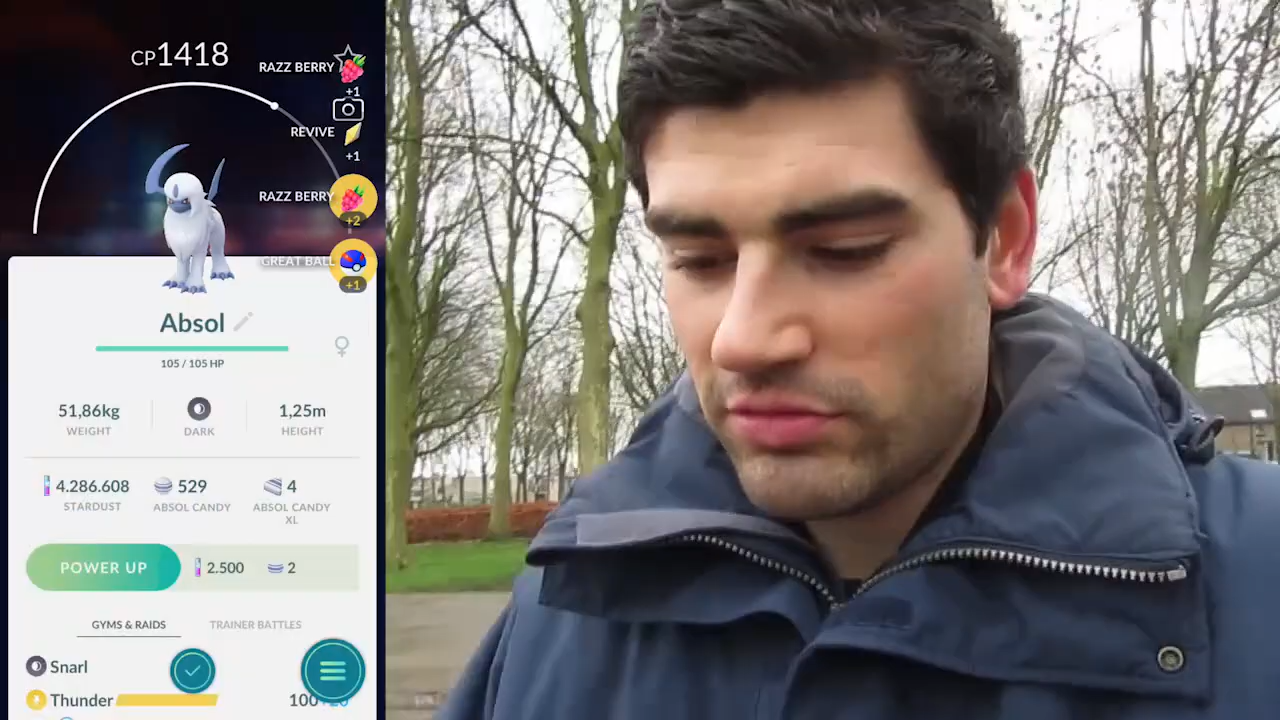 CP1418
RAZZ BERRY
+1
REVIVE
+1
RAZZ BERRY
+2
GREAT BALL
+1
Absol
105 / 105 HP
51,86kg
WEIGHT
DARK
1,25m
HEIGHT
4.286.608
STARDUST
529
ABSOL CANDY
4
ABSOL CANDY
XL
POWER UP
2.500
2
GYMS & RAIDS
TRAINER BATTLES
Snarl
Thunder
100